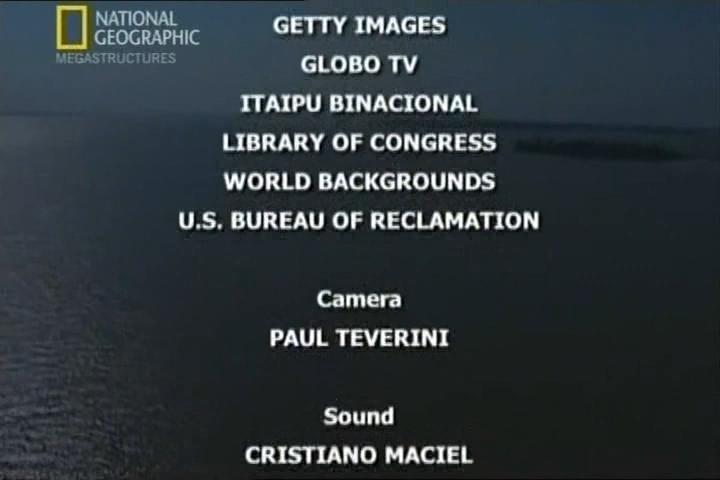 NATIONAL
GEOGRAPHIC
MEGASTRUCTURES
GETTY IMAGES
GLOBO TV
ITAIPU BINACIONAL
LIBRARY OF CONGRESS
WORLD BACKGROUNDS
U.S. BUREAU OF RECLAMATION
Camera
PAUL TEVERINI
Sound
CRISTIANO MACIEL